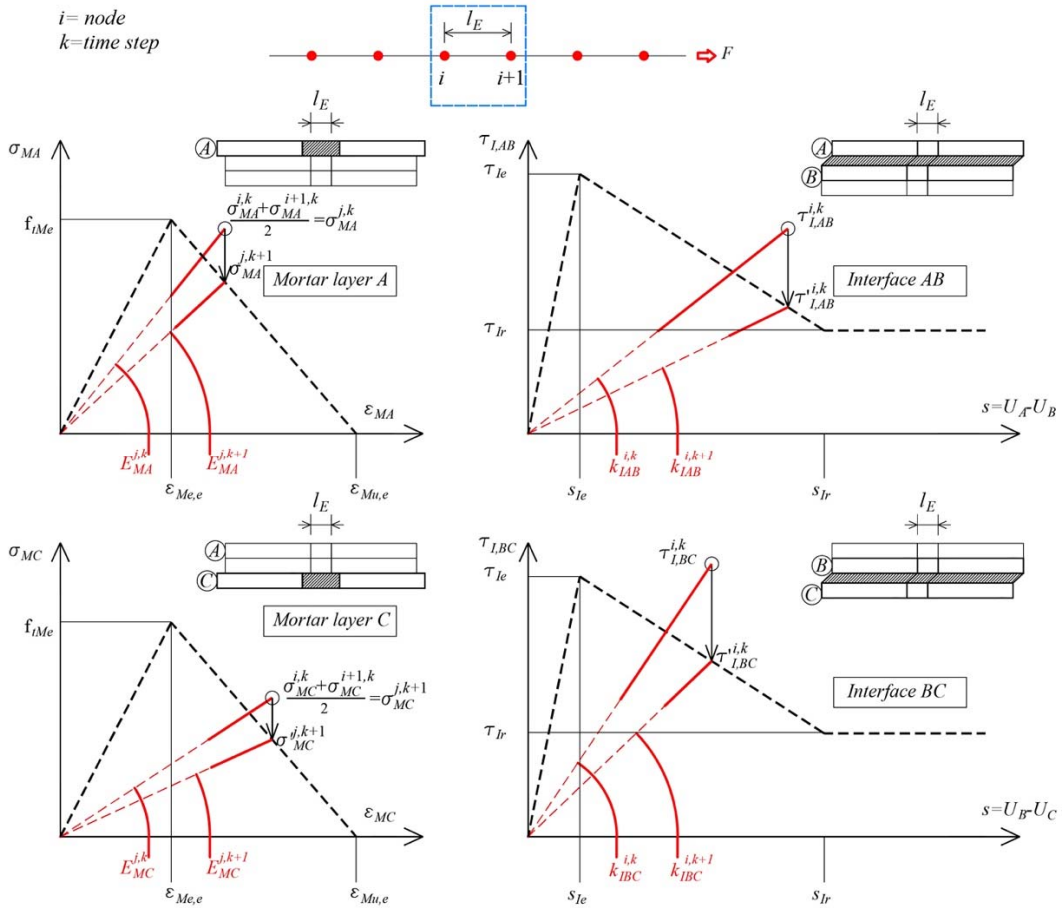 i= node
k=time step
l_E
F
i
i+1
σ_MA
l_E
A
f_tMe
(σ_MA^{i,k}+σ_MA^{i+1,k})/2 =σ_MA^{j,k}
σ_MA^{j,k+1}
Mortar layer A
ε_MA
E_MA^{j,k}
E_MA^{j,k+1}
ε_Me,e
ε_Mu,e
τ_I,AB
l_E
A
B
τ_Ie
τ_I,AB^{i,k}
τ'_I,AB^{i,k}
Interface AB
τ_Ir
s=U_A-U_B
k_IAB^{i,k}
k_IAB^{i,k+1}
s_Ie
s_Ir
σ_MC
l_E
A
C
f_tMe
Mortar layer C
(σ_MC^{i,k}+σ_MC^{i+1,k})/2 =σ_MC^{j,k+1}
σ'_MC^{j,k+1}
ε_MC
E_MC^{j,k}
E_MC^{j,k+1}
ε_Me,e
ε_Mu,e
τ_I,BC
l_E
B
C
τ_Ie
τ_I,BC^{i,k}
τ'_I,BC^{i,k}
Interface BC
τ_Ir
s=U_B-U_C
k_IBC^{i,k}
k_IBC^{i,k+1}
s_Ie
s_Ir